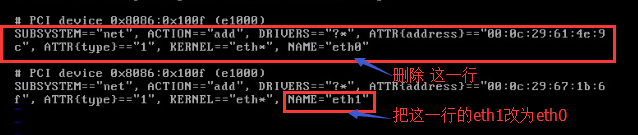 # PCI device 0x8086:0x100f (e1000)
SUBSYSTEM=="net", ACTION=="add", DRIVERS=="?*", ATTR{address}=="00:0c:29:61:4e:9
c", ATTR{type}=="1", KERNEL=="eth*", NAME="eth0"
删除 这一行
# PCI device 0x8086:0x100f (e1000)
SUBSYSTEM=="net", ACTION=="add", DRIVERS=="?*", ATTR{address}=="00:0c:29:67:1b:6
f", ATTR{type}=="1", KERNEL=="eth*", NAME="eth1"
把这一行的eth1改为eth0